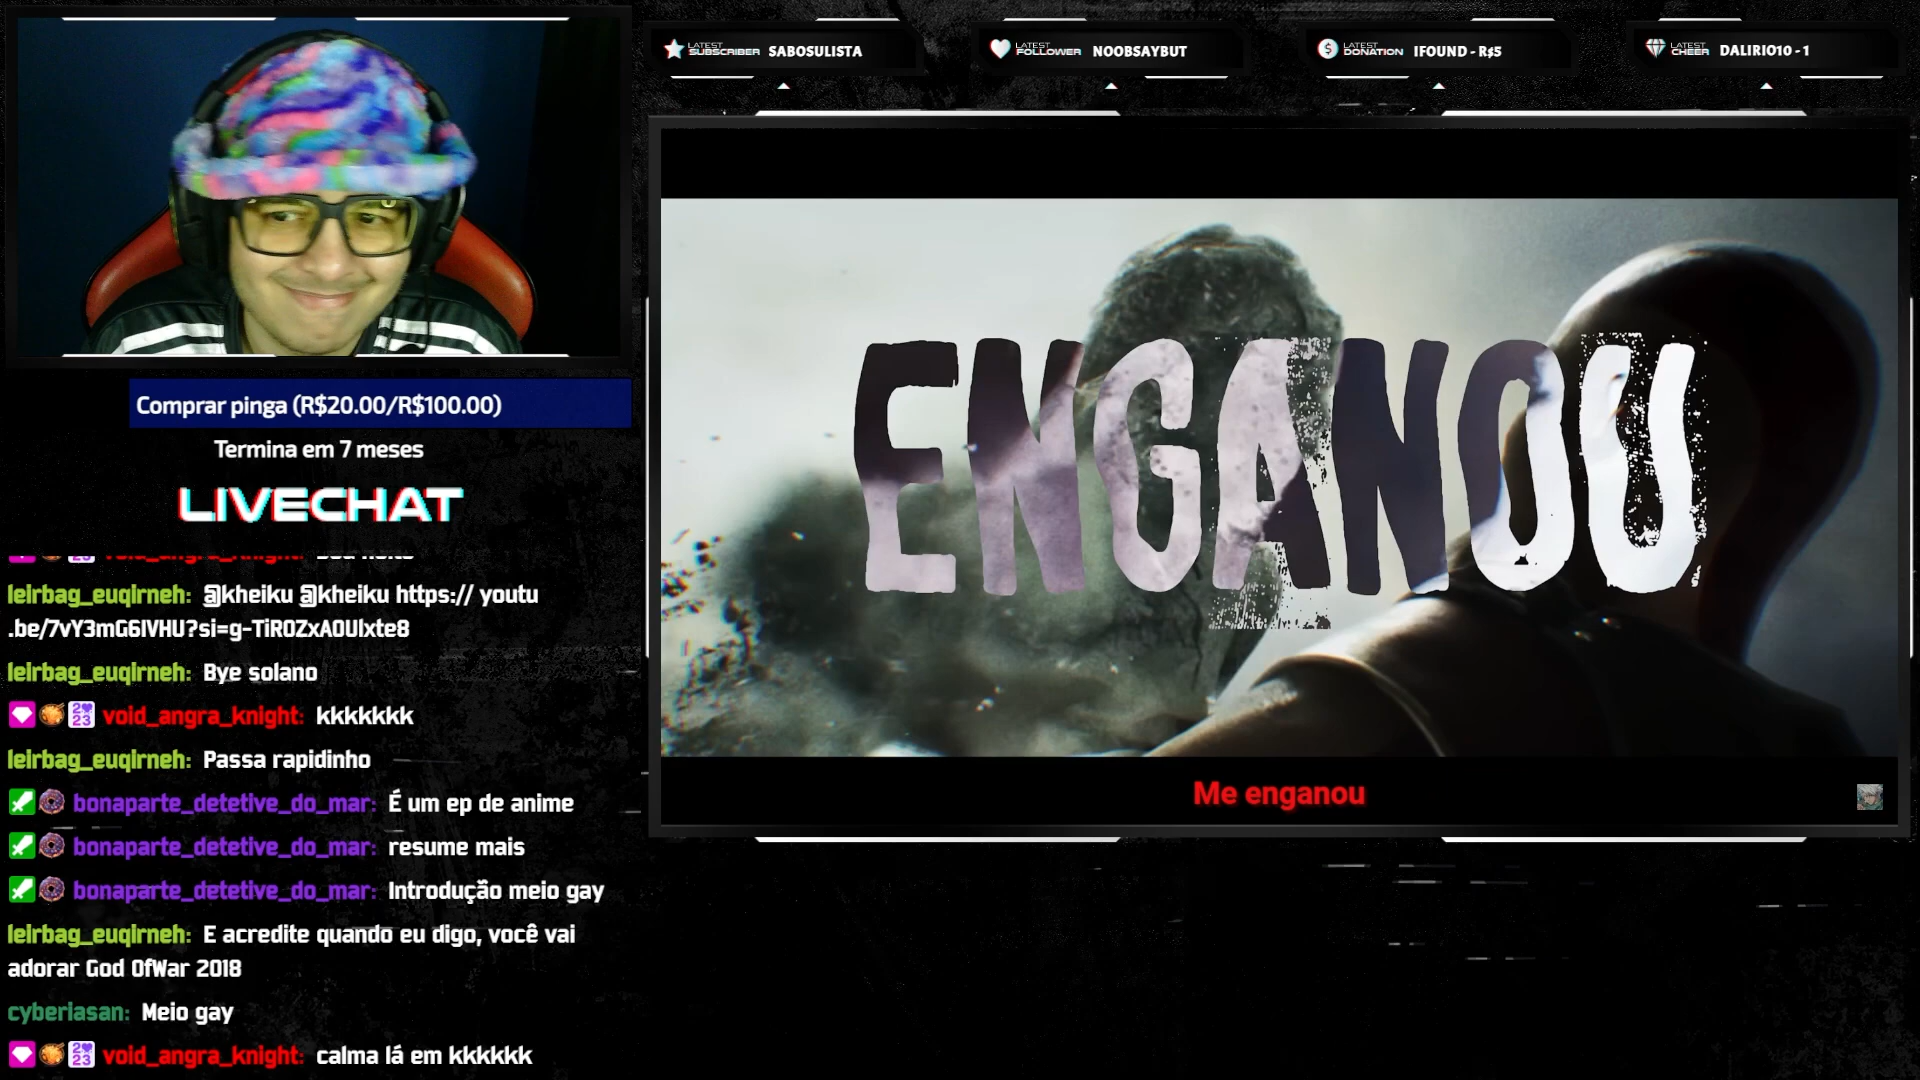 LATEST SUBSCRIBER SABOSULISTA
LATEST FOLLOWER NOOBSAYBUT
LATEST DONATION IFOUND - R$5
LATEST CHEER DALIRIO10 - 1
ENGANOU
Me enganou
Comprar pinga (R$20.00/R$100.00)
Termina em 7 meses
LIVECHAT
void_angra_knight:
leirbag_euqirneh: @kheiku @kheiku https:// youtu
.be/7vY3mG6IVHU?si=g-TiR0ZxA0UIxte8
leirbag_euqirneh: Bye solano
void_angra_knight: kkkkkkk
leirbag_euqirneh: Passa rapidinho
bonaparte_detetive_do_mar: É um ep de anime
bonaparte_detetive_do_mar: resume mais
bonaparte_detetive_do_mar: Introdução meio gay
leirbag_euqirneh: E acredite quando eu digo, você vai
adorar God OfWar 2018
cyberiasan: Meio gay
void_angra_knight: calma lá em kkkkkk